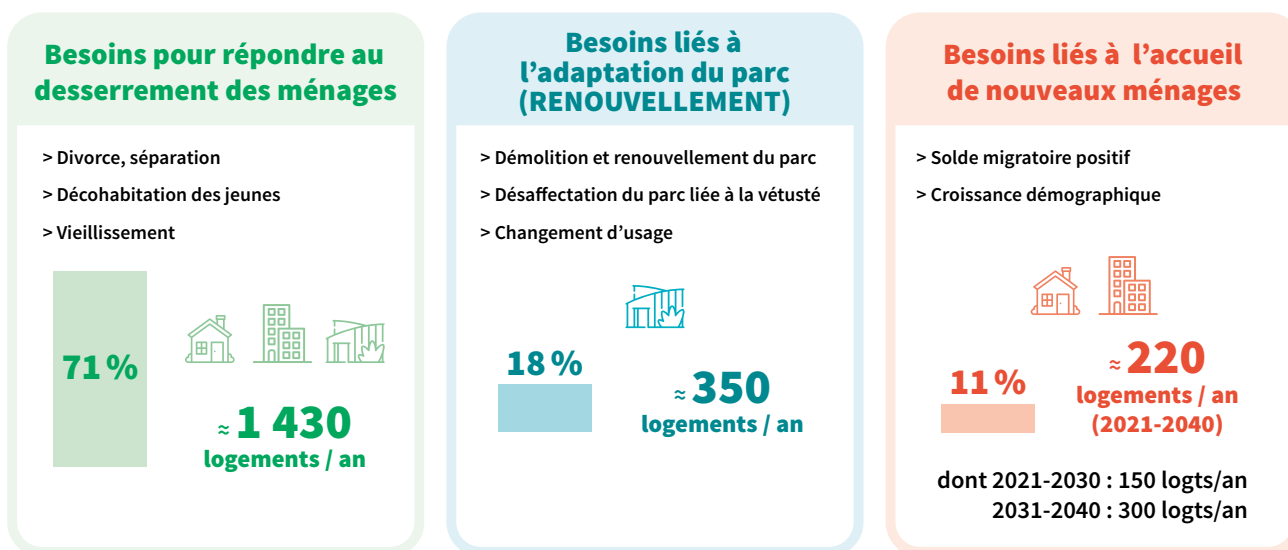 Besoins pour répondre au
desserrement des ménages
> Divorce, séparation
> Décohabitation des jeunes
> Vieillissement
71 %
≈ 1 430
logements / an
Besoins liés à
l’adaptation du parc
(RENOUVELLEMENT)
> Démolition et renouvellement du parc
> Désaffectation du parc liée à la vétusté
> Changement d’usage
18 %
≈ 350
logements / an
Besoins liés à l’accueil
de nouveaux ménages
> Solde migratoire positif
> Croissance démographique
11 %
≈ 220
logements / an
(2021-2040)
dont 2021-2030 : 150 logts/an
2031-2040 : 300 logts/an